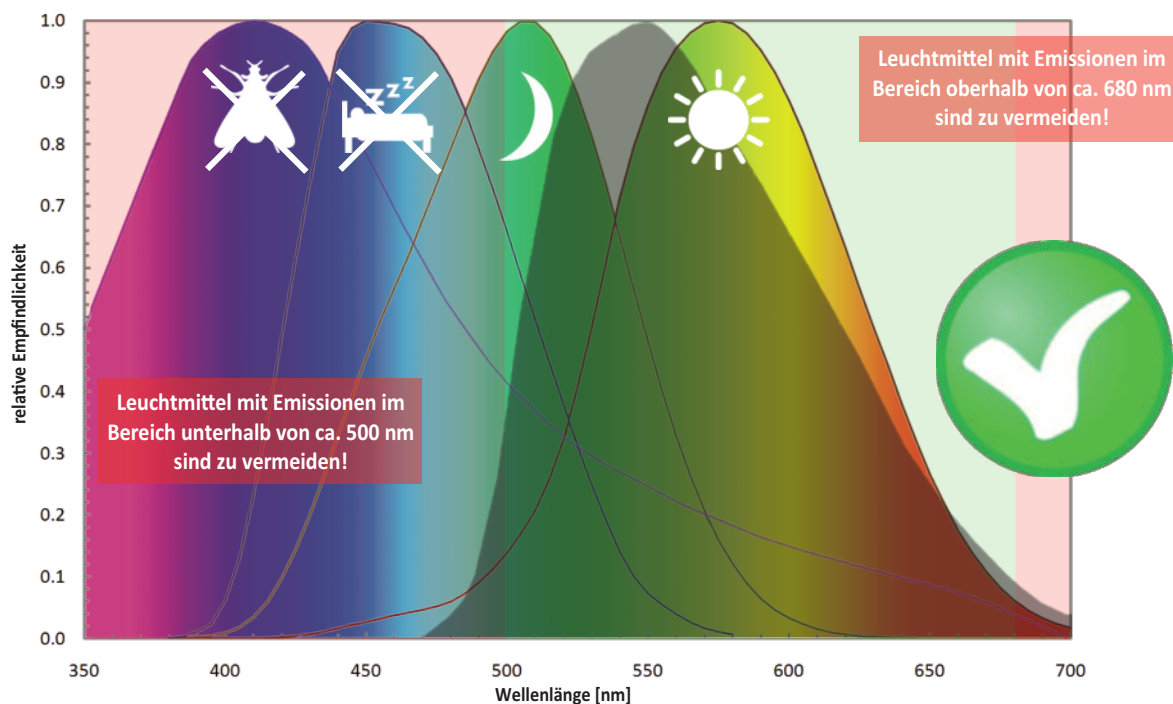 1.0
0.9
0.8
0.7
0.6
0.5
0.4
0.3
0.2
0.1
0.0
relative Empfindlichkeit
z z z
Leuchtmittel mit Emissionen im
Bereich oberhalb von ca. 680 nm
sind zu vermeiden!
Leuchtmittel mit Emissionen im
Bereich unterhalb von ca. 500 nm
sind zu vermeiden!
350 400 450 500 550 600 650 700
Wellenlänge [nm]